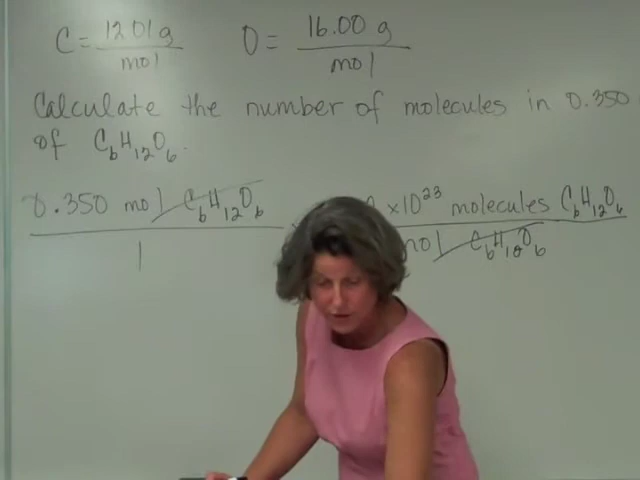 C = 12.01 g / mol O = 16.00 g / mol
Calculate the number of molecules in 0.350
of C6H12O6.
0.350 mol C6H12O6 ×10^23 molecules C6H12O6
1 mol C6H18O6